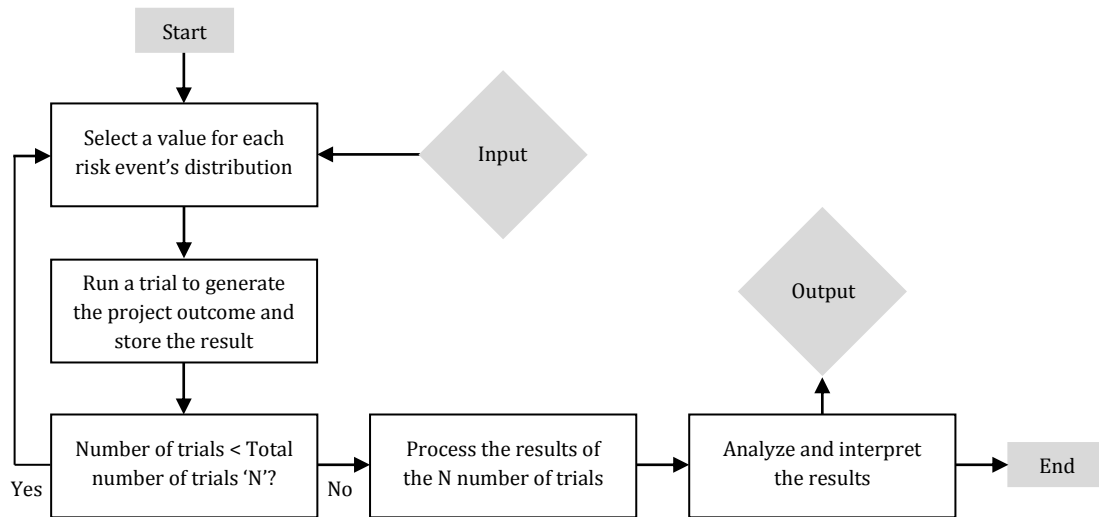 Start
Select a value for each
risk event’s distribution
Input
Run a trial to generate
the project outcome and
store the result
Output
Number of trials < Total
number of trials ‘N’?
Yes
No
Process the results of
the N number of trials
Analyze and interpret
the results
End